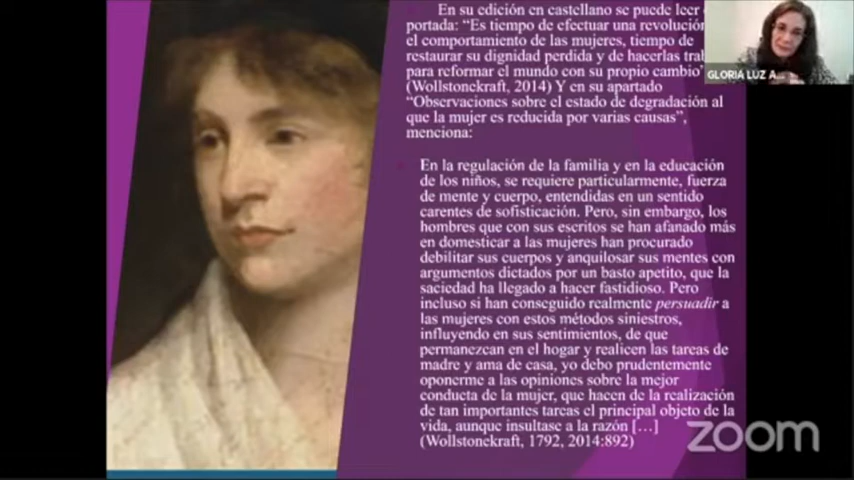 En su edición en castellano se puede leer
portada: “Es tiempo de efectuar una revolución
el comportamiento de las mujeres, tiempo de
restaurar su dignidad perdida y de hacerlas
para reformar el mundo con su propio cambio”
(Wollstonekraft, 2014) Y en su apartado
“Observaciones sobre el estado de degradación al
que la mujer es reducida por varias causas”,
menciona:
En la regulación de la familia y en la educación
de los niños, se requiere particularmente, fuerza
de mente y cuerpo, entendidas en un sentido
carentes de sofisticación. Pero, sin embargo, los
hombres que con sus escritos se han afanado más
en domesticar a las mujeres han procurado
debilitar sus cuerpos y anquilosar sus mentes con
argumentos dictados por un basto apetito, que la
saciedad ha llegado a hacer fastidioso. Pero
incluso si han conseguido realmente persuadir a
las mujeres con estos métodos siniestros,
influyendo en sus sentimientos, de que
permanezcan en el hogar y realicen las tareas de
madre y ama de casa, yo debo prudentemente
oponerme a las opiniones sobre la mejor
conducta de la mujer, que hacen de la realización
de tan importantes tareas el principal objeto de la
vida, aunque insultase a la razón […]
(Wollstonekraft, 1792, 2014:892)
GLORIA LUZ A...
zoom